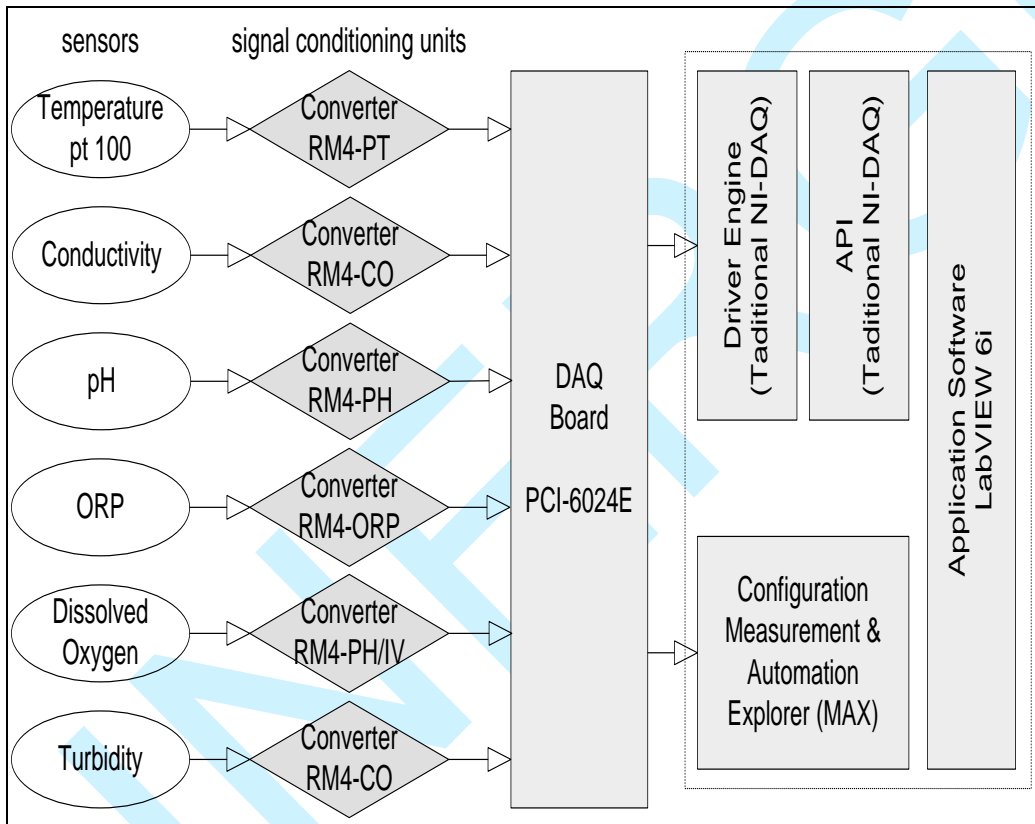 sensors
signal conditioning units
Temperature
pt 100
Converter
RM4-PT
Conductivity
Converter
RM4-CO
pH
Converter
RM4-PH
ORP
Converter
RM4-ORP
Dissolved
Oxygen
Converter
RM4-PH/IV
Turbidity
Converter
RM4-CO
DAQ
Board
PCI-6024E
Driver Engine
(Taditional NI-DAQ)
API
(Taditional NI-DAQ)
Configuration
Measurement &
Automation
Explorer (MAX)
Application Software
LabVIEW 6i